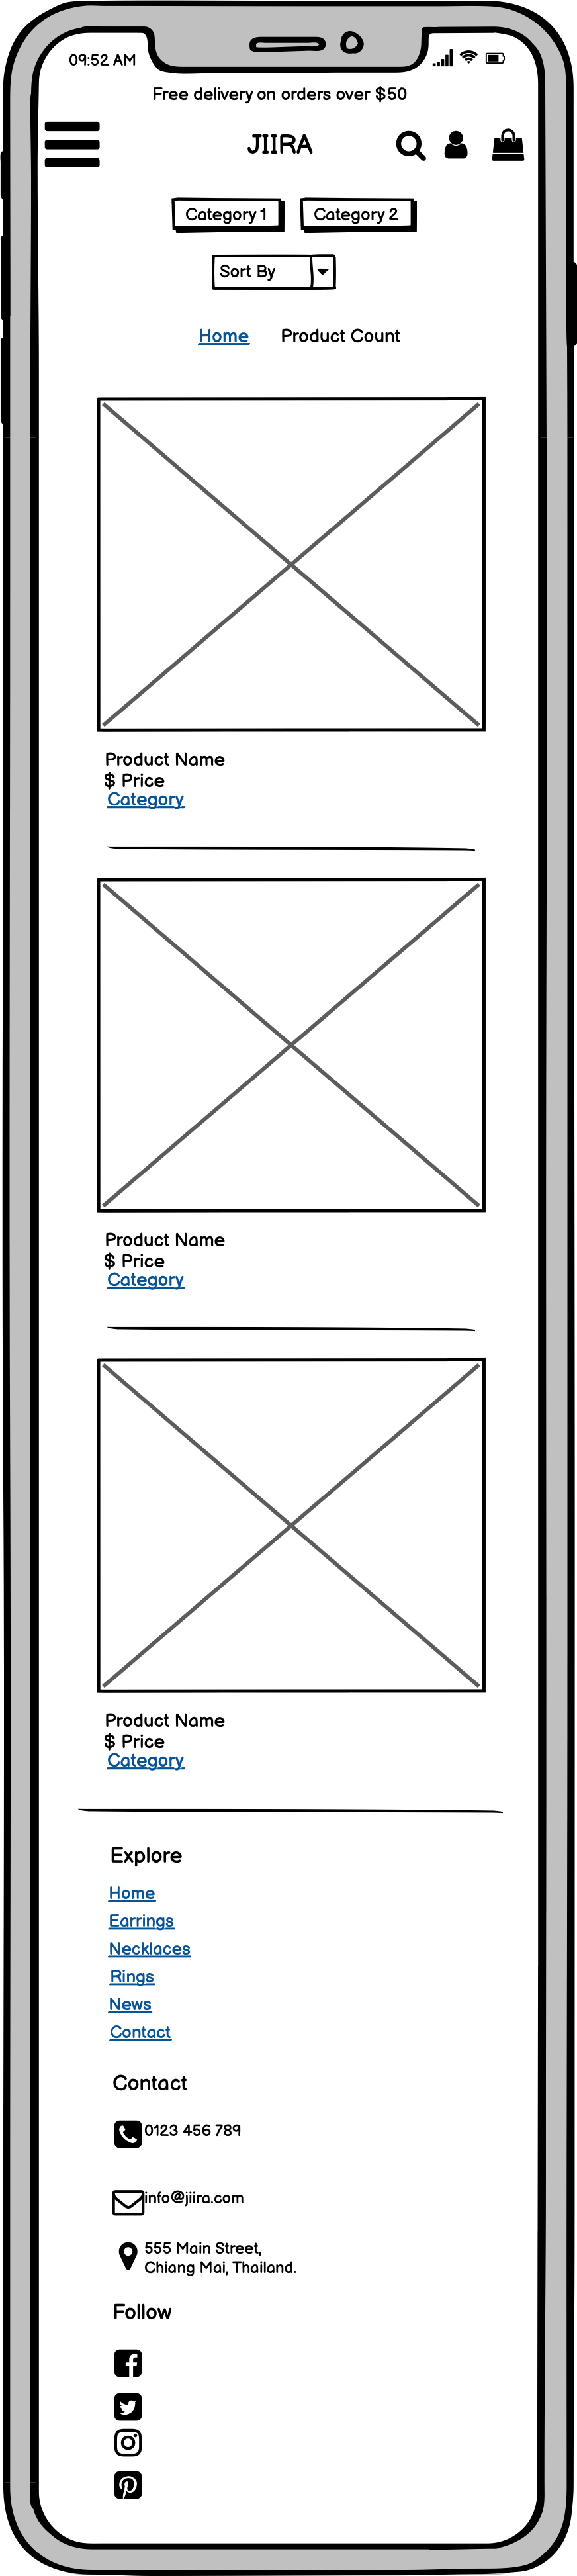 09:52 AM
Free delivery on orders over $50
JIIRA
Category 1 Category 2
Sort By
Home Product Count
Product Name
$ Price
Category
Product Name
$ Price
Category
Product Name
$ Price
Category
Explore
Home
Earrings
Necklaces
Rings
News
Contact
Contact
0123 456 789
info@jiira.com
555 Main Street,
Chiang Mai, Thailand.
Follow